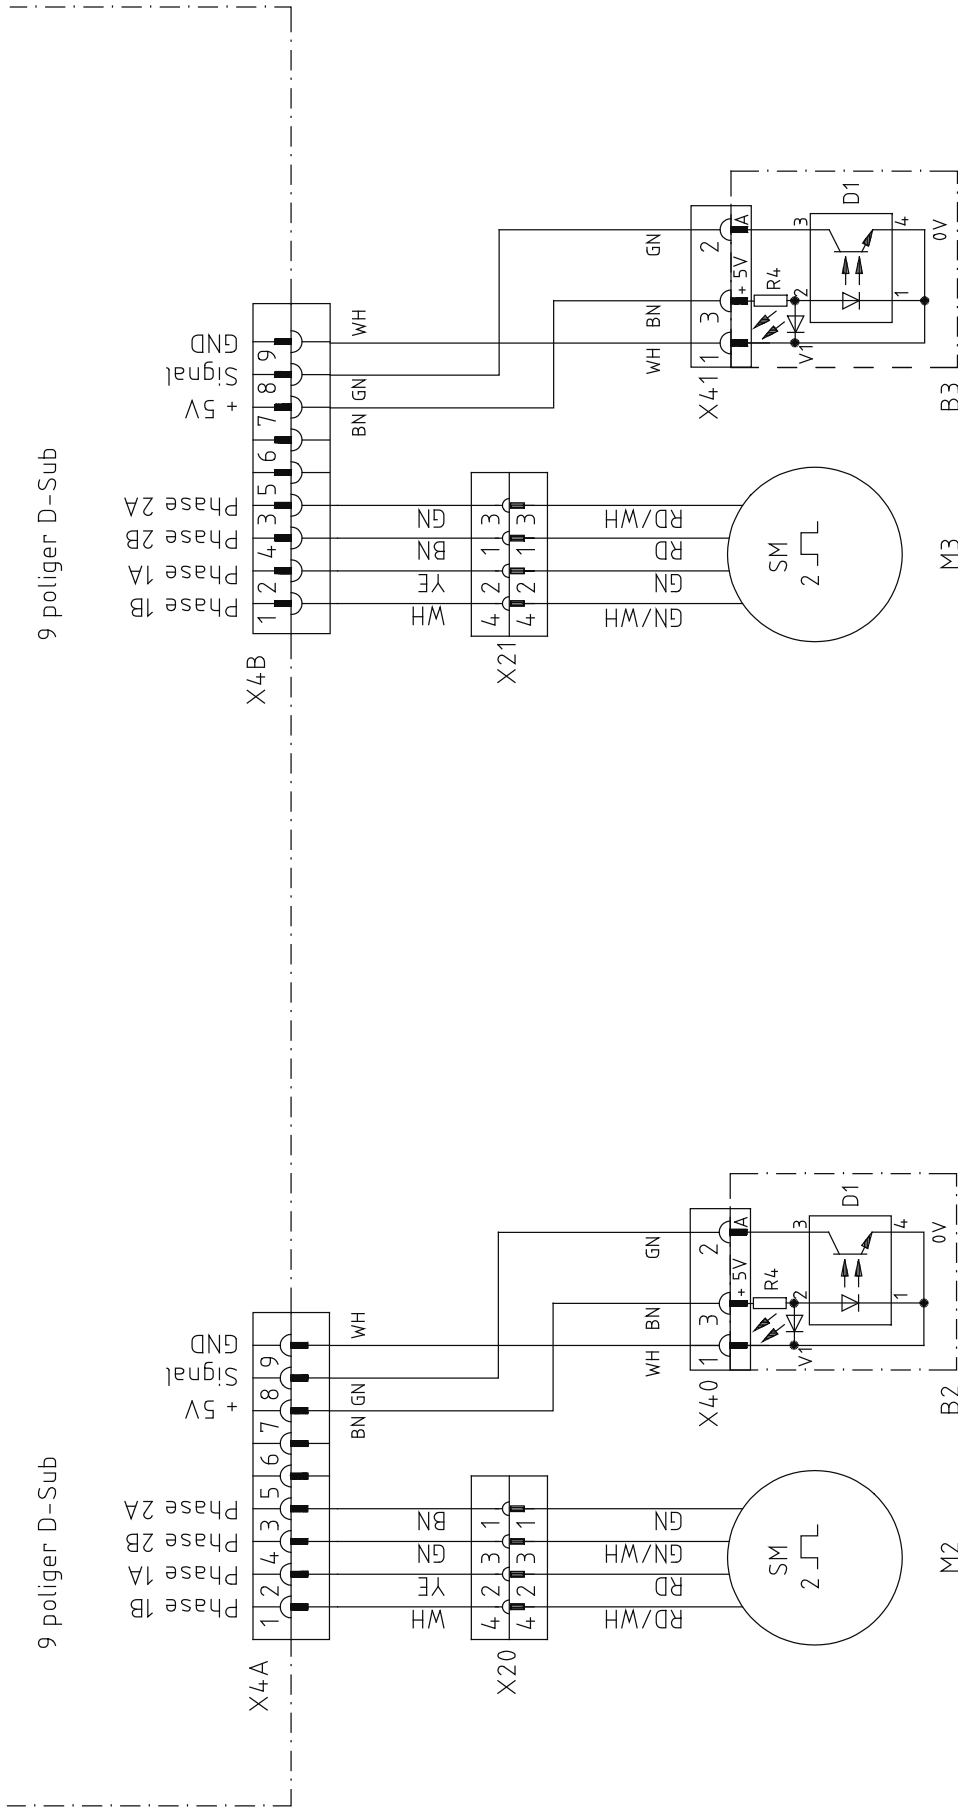 9 poliger D-Sub
GND
Signal
+ 5V
Phase 2A
Phase 2B
Phase 1A
Phase 1B
9
8
7
6
5
3
4
2
1
X4B
WH
GN
BN
GN
BN
YE
WH
3
1
2
4
3
1
2
4
X21
RD/WH
RD
GN
GN/WH
SM
2
M3
GN
BN
WH
2
3
1
X41
A
+ 5V
R4
V1
D1
3
2
4
1
0V
B3
9 poliger D-Sub
GND
Signal
+ 5V
Phase 2A
Phase 2B
Phase 1A
Phase 1B
9
8
7
6
5
3
4
2
1
X4A
WH
GN
BN
BN
GN
YE
WH
1
3
2
4
1
3
2
4
X20
GN
GN/WH
RD
RD/WH
SM
2
M2
GN
BN
WH
2
3
1
X40
A
+ 5V
R4
V1
D1
3
2
4
1
0V
B2